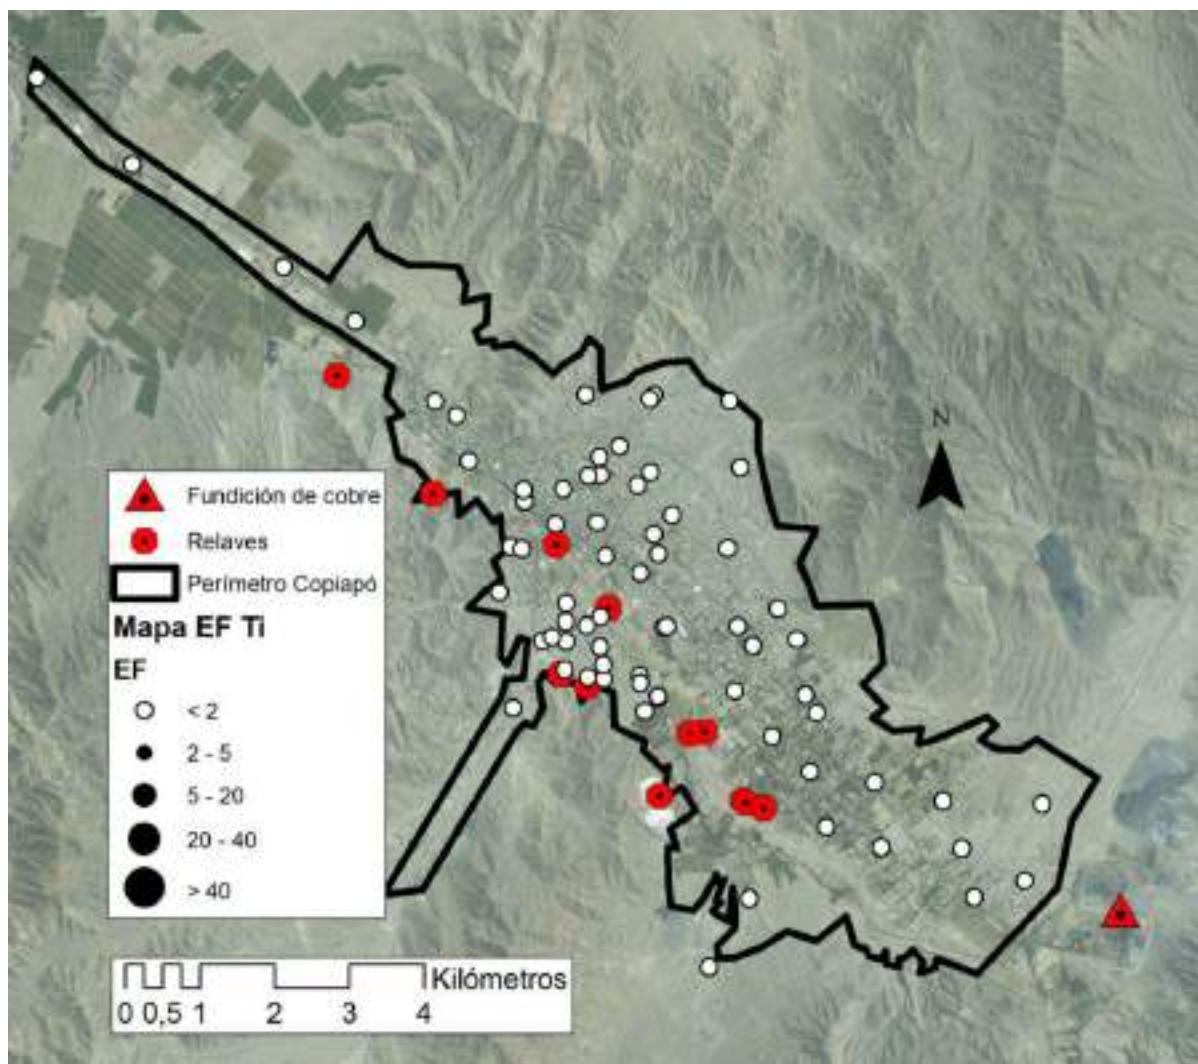 N
Fundición de cobre
Relaves
Perímetro Copiapó
Mapa EF Ti
EF
< 2
2 - 5
5 - 20
20 - 40
> 40
Kilómetros
0 0,5 1 2 3 4